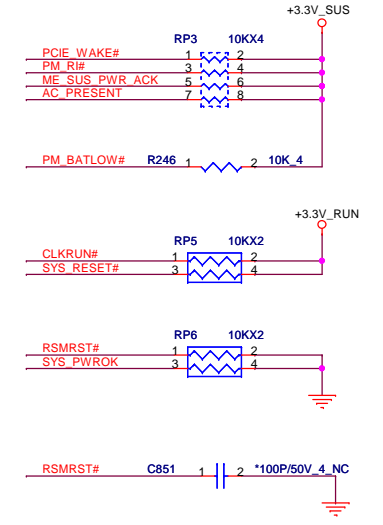 +3.3V_SUS
RP3 10KX4
PCIE_WAKE# 1 2
PM_RI# 3 4
ME_SUS_PWR_ACK 5 6
AC_PRESENT 7 8
PM_BATLOW# R246 1 2 10K_4
+3.3V_RUN
RP5 10KX2
CLKRUN# 1 2
SYS_RESET# 3 4
RP6 10KX2
RSMRST# 1 2
SYS_PWROK 3 4
RSMRST# C851 1 2 *100P/50V_4_NC